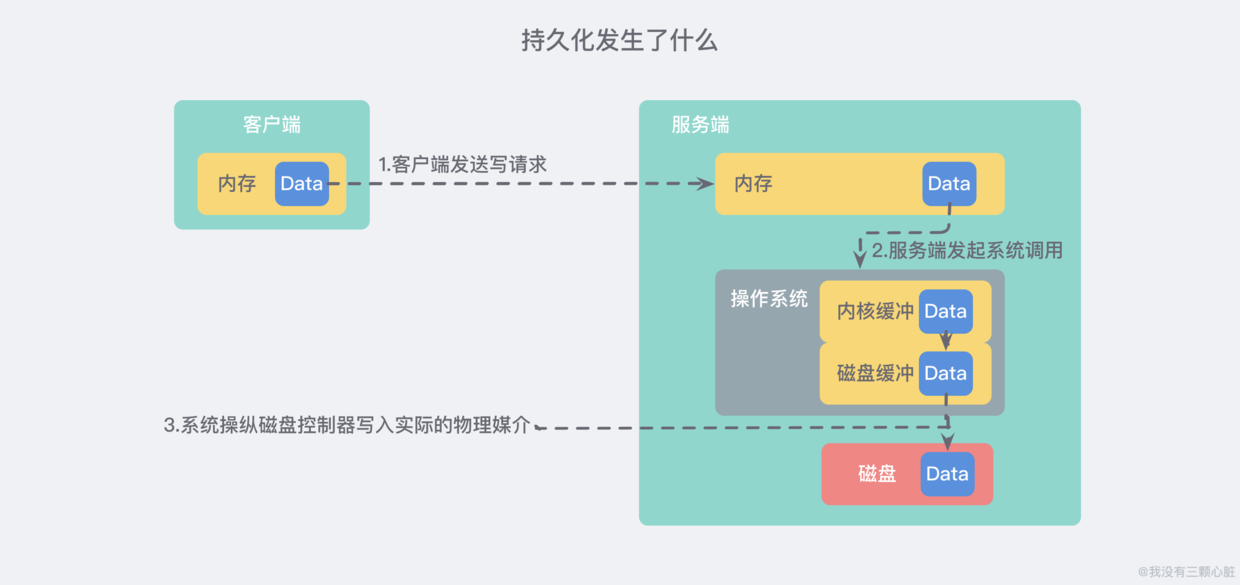 持久化发生了什么
客户端
服务端
内存 Data
1.客户端发送写请求
内存 Data
2.服务端发起系统调用
操作系统
内核缓冲 Data
磁盘缓冲 Data
3.系统操纵磁盘控制器写入实际的物理媒介
磁盘 Data
@我没有三颗心脏